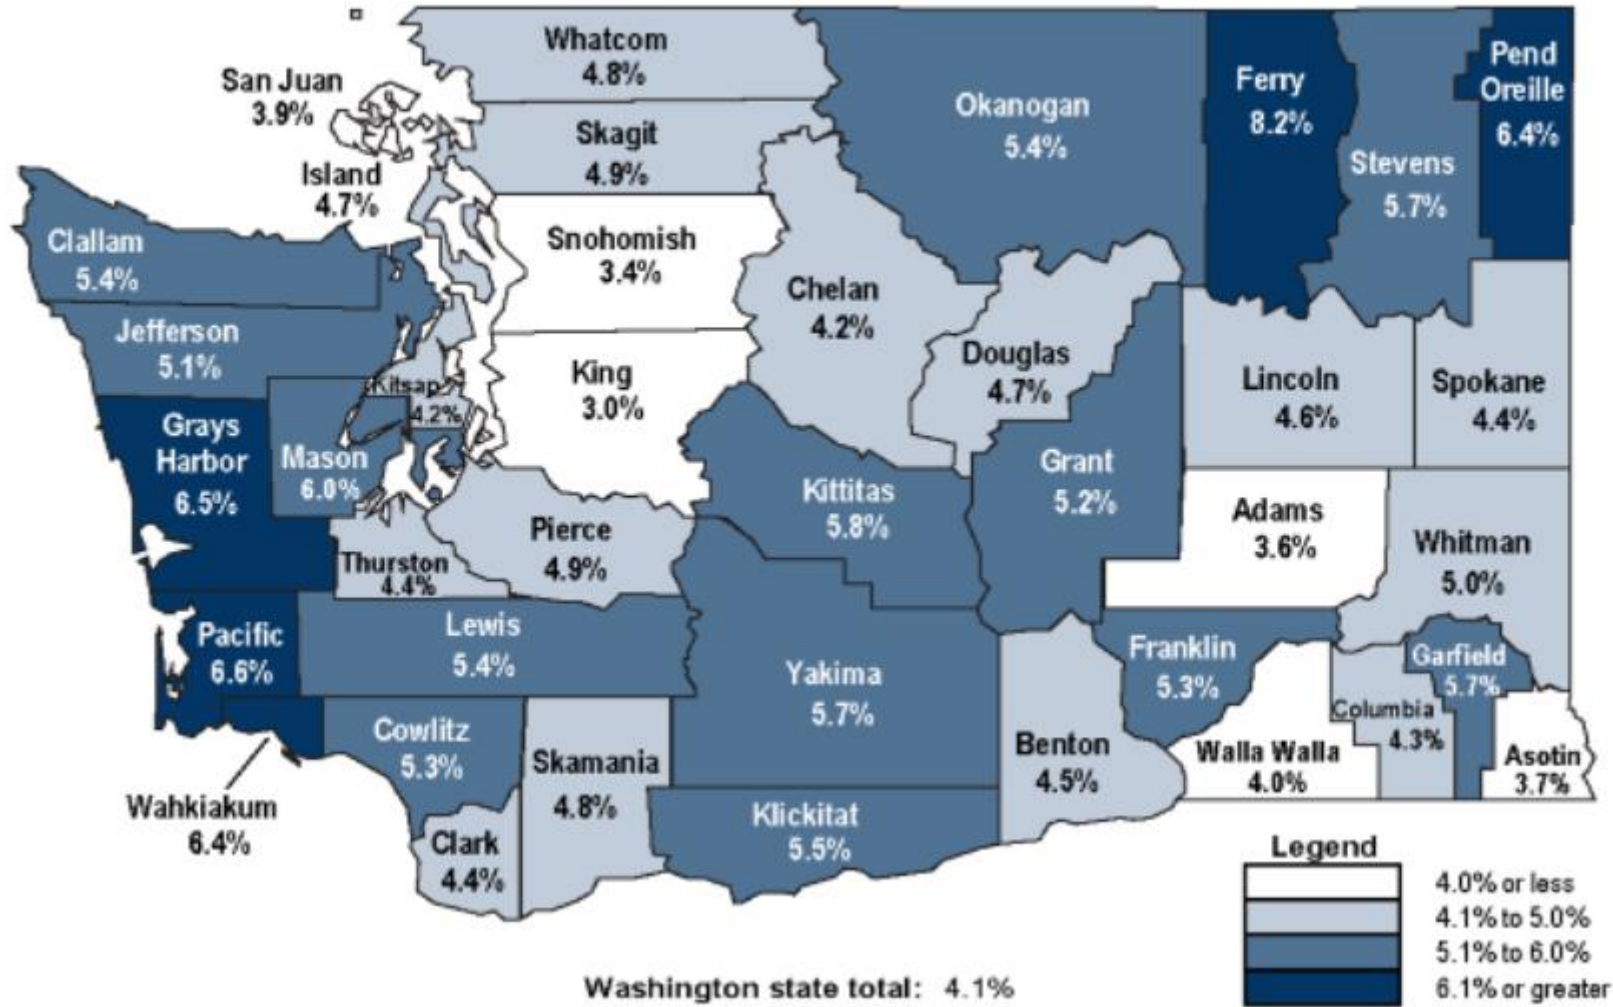 Whatcom
4.8%
San Juan
3.9%
Skagit
4.9%
Island
4.7%
Okanogan
5.4%
Ferry
8.2%
Stevens
5.7%
Pend
Oreille
6.4%
Clallam
5.4%
Snohomish
3.4%
Chelan
4.2%
Jefferson
5.1%
Kitsap
4.2%
King
3.0%
Douglas
4.7%
Lincoln
4.6%
Spokane
4.4%
Grays
Harbor
6.5%
Mason
6.0%
Kittitas
5.8%
Grant
5.2%
Adams
3.6%
Whitman
5.0%
Thurston
4.4%
Pierce
4.9%
Pacific
6.6%
Lewis
5.4%
Yakima
5.7%
Franklin
5.3%
Garfield
5.7%
Columbia
4.3%
Wahkiakum
6.4%
Cowlitz
5.3%
Skamania
4.8%
Benton
4.5%
Walla Walla
4.0%
Asotin
3.7%
Clark
4.4%
Klickitat
5.5%
Legend
4.0% or less
4.1% to 5.0%
5.1% to 6.0%
6.1% or greater
Washington state total: 4.1%